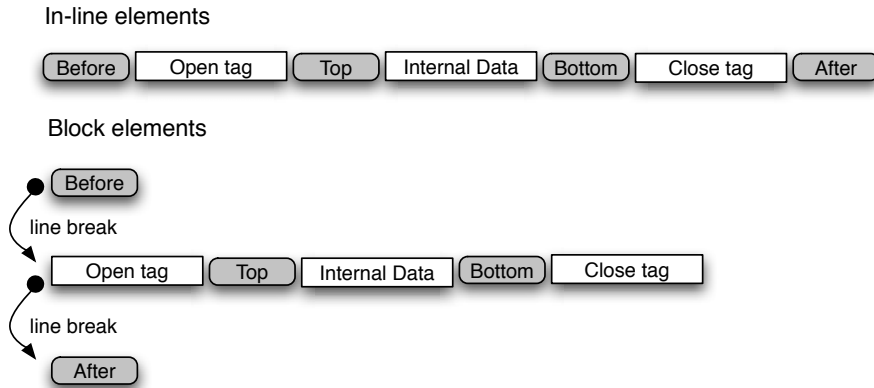 In-line elements
Before Open tag Top Internal Data Bottom Close tag After
Block elements
Before
line break
Open tag Top Internal Data Bottom Close tag
line break
After